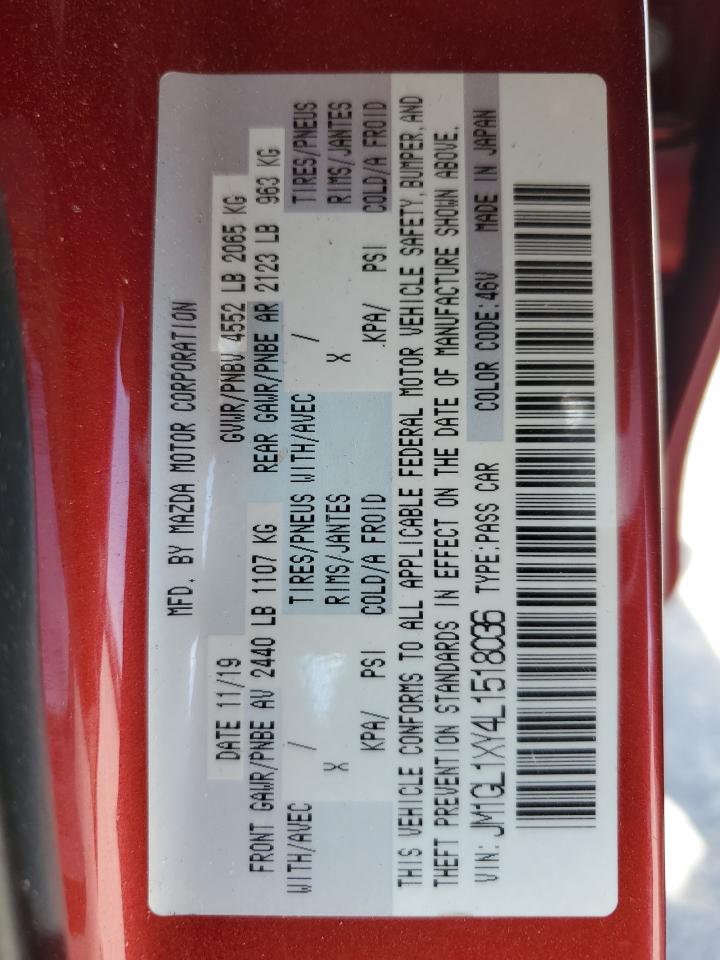 MFD. BY MAZDA MOTOR CORPORATION
DATE 11/19 GVWR/PNBV 4552 LB 2065 KG
FRONT GAWR/PNBE AV 2440 LB 1107 KG REAR GAWR/PNBE AR 2123 LB 963 KG
WITH/AVEC / TIRES/PNEUS WITH/AVEC / TIRES/PNEUS
X RIMS/JANTES X RIMS/JANTES
KPA/ PSI COLD/A FROID KPA/ PSI COLD/A FROID
THIS VEHICLE CONFORMS TO ALL APPLICABLE FEDERAL MOTOR VEHICLE SAFETY, BUMPER, AND
THEFT PREVENTION STANDARDS IN EFFECT ON THE DATE OF MANUFACTURE SHOWN ABOVE.
VIN: JM1GL1XY4L1518036 TYPE:PASS CAR COLOR CODE:46V MADE IN JAPAN